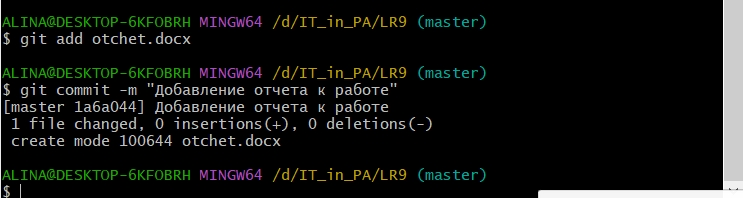 ALINA@DESKTOP-6KFOBRH MINGW64 /d/IT_in_PA/LR9 (master)
$ git add otchet.docx
ALINA@DESKTOP-6KFOBRH MINGW64 /d/IT_in_PA/LR9 (master)
$ git commit -m "Добавление отчета к работе"
[master 1a6a044] Добавление отчета к работе
 1 file changed, 0 insertions(+), 0 deletions(-)
 create mode 100644 otchet.docx
ALINA@DESKTOP-6KFOBRH MINGW64 /d/IT_in_PA/LR9 (master)
$